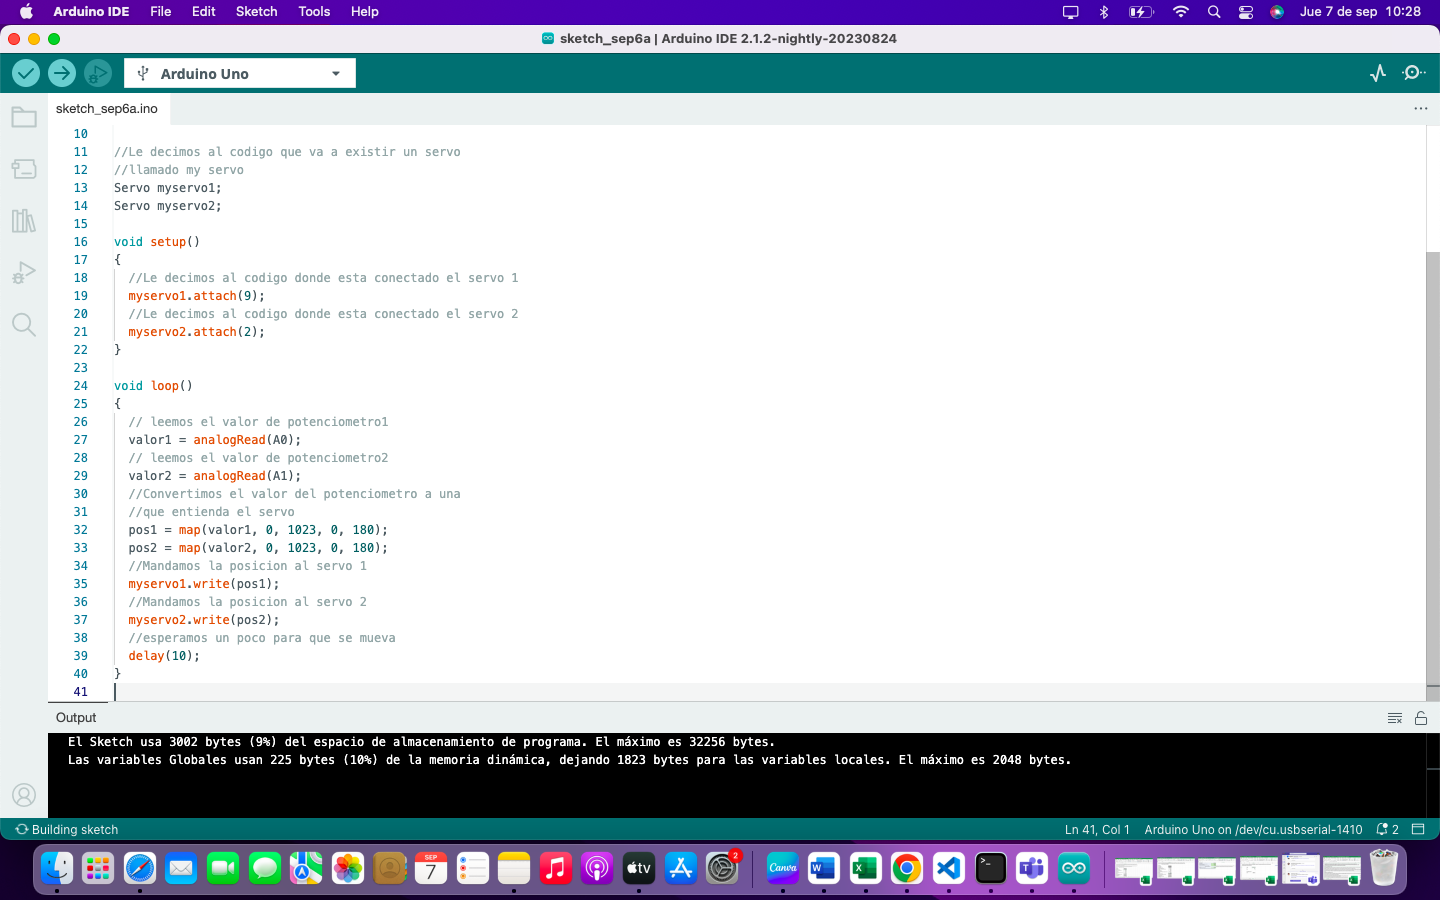 Arduino IDE File Edit Sketch Tools Help Jue 7 de sep 10:28
sketch_sep6a | Arduino IDE 2.1.2-nightly-20230824
Arduino Uno
sketch_sep6a.ino
10
11 //Le decimos al codigo que va a existir un servo
12 //llamado my servo
13 Servo myservo1;
14 Servo myservo2;
15
16 void setup()
17 {
18 //Le decimos al codigo donde esta conectado el servo 1
19 myservo1.attach(9);
20 //Le decimos al codigo donde esta conectado el servo 2
21 myservo2.attach(2);
22 }
23
24 void loop()
25 {
26 // leemos el valor de potenciometro1
27 valor1 = analogRead(A0);
28 // leemos el valor de potenciometro2
29 valor2 = analogRead(A1);
30 //Convertimos el valor del potenciometro a una
31 //que entienda el servo
32 pos1 = map(valor1, 0, 1023, 0, 180);
33 pos2 = map(valor2, 0, 1023, 0, 180);
34 //Mandamos la posicion al servo 1
35 myservo1.write(pos1);
36 //Mandamos la posicion al servo 2
37 myservo2.write(pos2);
38 //esperamos un poco para que se mueva
39 delay(10);
40 }
41
Output
El Sketch usa 3002 bytes (9%) del espacio de almacenamiento de programa. El máximo es 32256 bytes.
Las variables Globales usan 225 bytes (10%) de la memoria dinámica, dejando 1823 bytes para las variables locales. El máximo es 2048 bytes.
Building sketch Ln 41, Col 1 Arduino Uno on /dev/cu.usbserial-1410 2
SEP
7
tv
2
Canva
W
X
>_
T